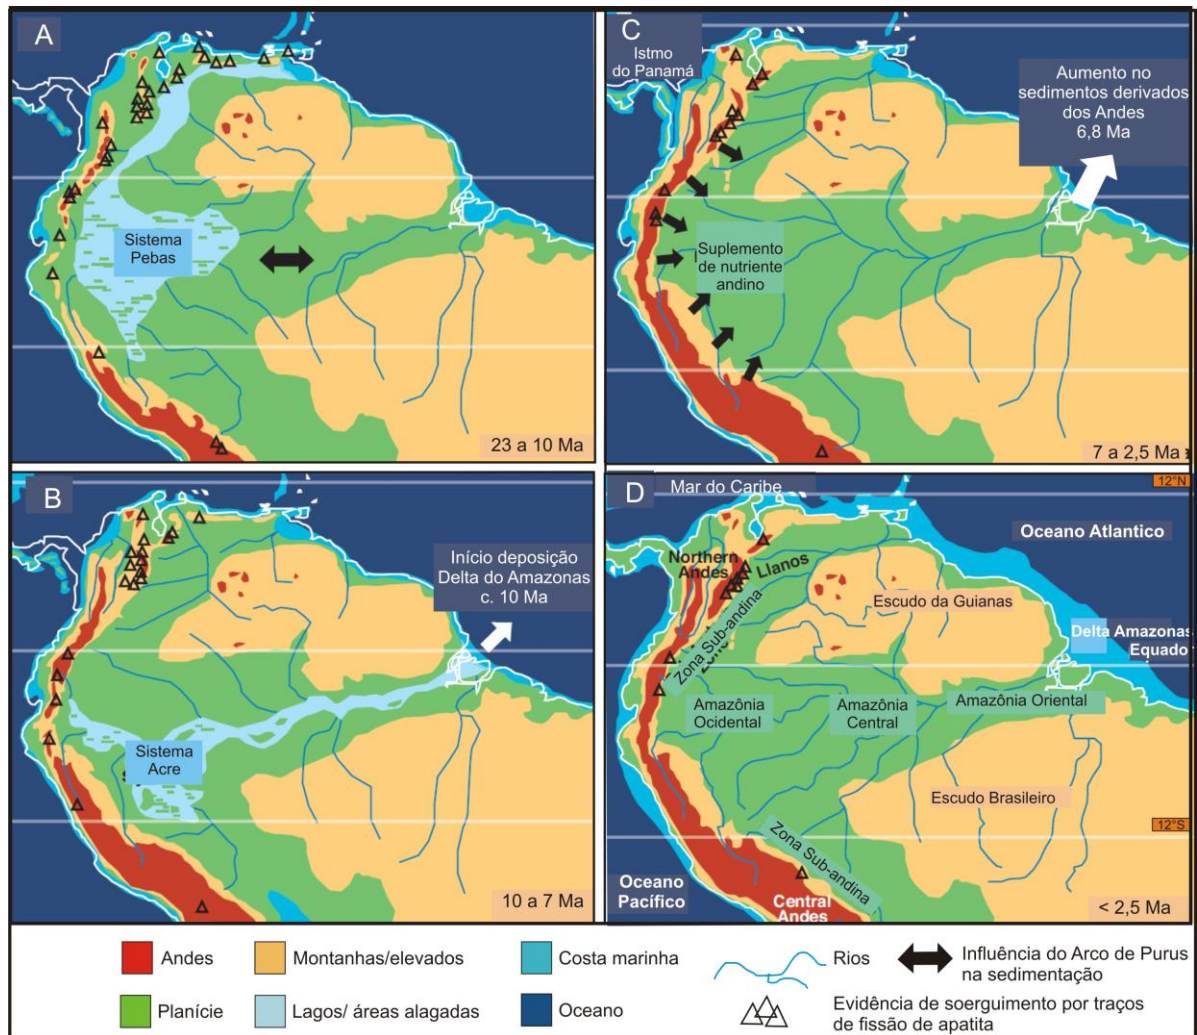 A
Sistema
Pebas
23 a 10 Ma
C
Istmo
do Panamá
Aumento no
sedimentos derivados
dos Andes
6,8 Ma
Suplemento
de nutriente
andino
7 a 2,5 Ma
B
Início deposição
Delta do Amazonas
c. 10 Ma
Sistema
Acre
10 a 7 Ma
D
Mar do Caribe
12°N
Oceano Atlantico
Northern
Andes
Llanos
Zona Sub-andina
Escudo da Guianas
Delta Amazonas
Equado
Amazônia
Ocidental
Amazônia
Central
Amazônia Oriental
Escudo Brasileiro
12°S
Zona Sub-andina
Oceano
Pacífico
Central
Andes
< 2,5 Ma
Andes
Montanhas/elevados
Costa marinha
Rios
Influência do Arco de Purus
na sedimentação
Planície
Lagos/ áreas alagadas
Oceano
Evidência de soerguimento por traços
de fissão de apatita